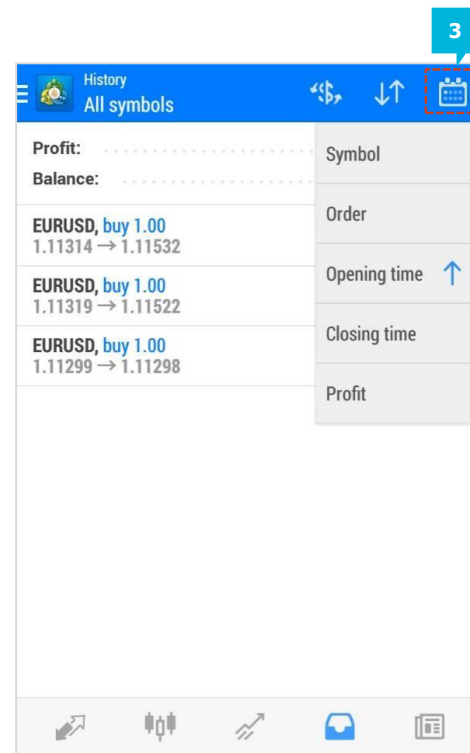 3
History
All symbols
Profit:
Balance:
EURUSD, buy 1.00
1.11314 → 1.11532
EURUSD, buy 1.00
1.11319 → 1.11522
EURUSD, buy 1.00
1.11299 → 1.11298
Symbol
Order
Opening time ↑
Closing time
Profit